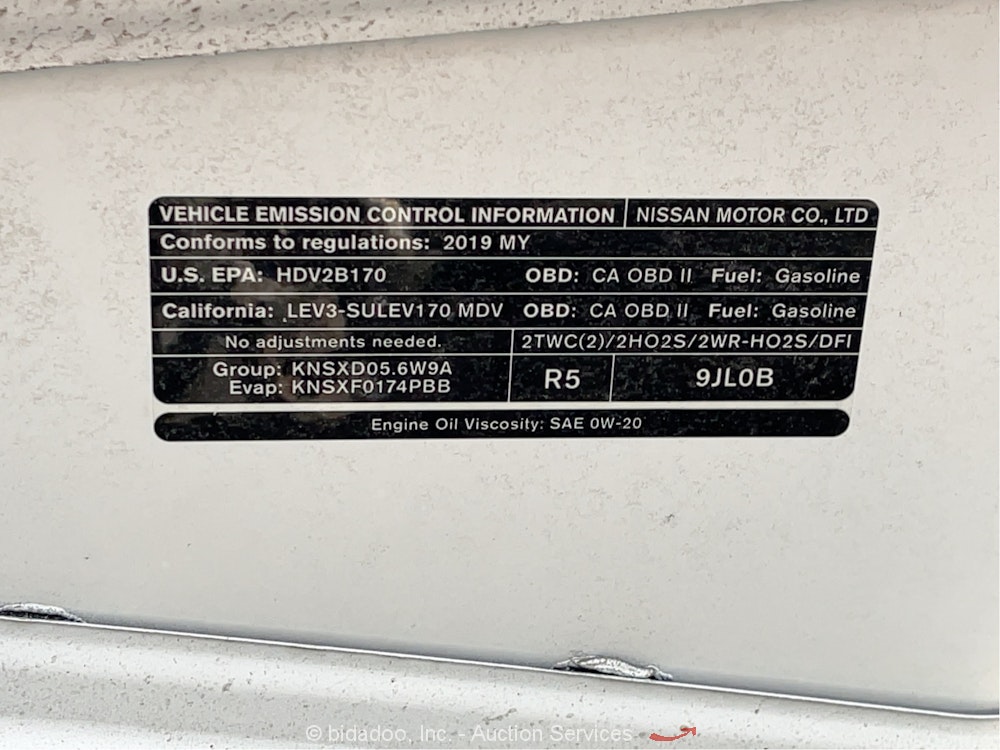 VEHICLE EMISSION CONTROL INFORMATION NISSAN MOTOR CO., LTD
Conforms to regulations: 2019 MY
U.S. EPA: HDV2B170 OBD: CA OBD II Fuel: Gasoline
California: LEV3-SULEV170 MDV OBD: CA OBD II Fuel: Gasoline
No adjustments needed. 2TWC(2)/2HO2S/2WR-HO2S/DFI
Group: KNSXD05.6W9A
Evap: KNSXF0174PBB
R5 9JL0B
Engine Oil Viscosity: SAE 0W-20
© bidadoo, Inc. - Auction Services